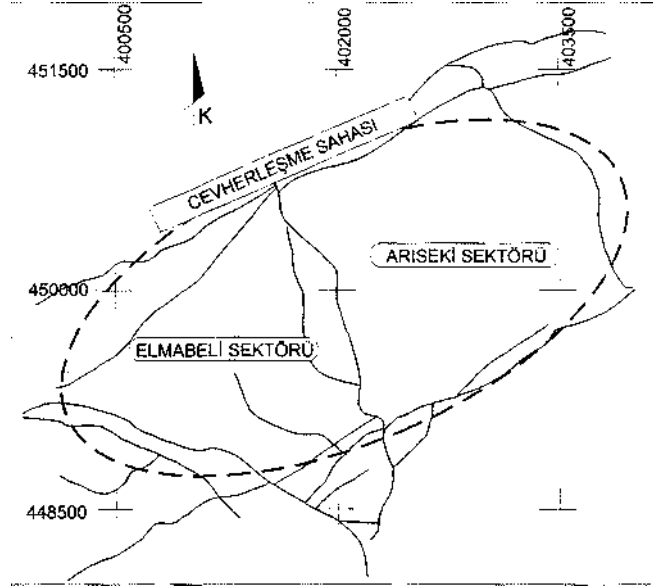 400500
402000
403500
451500
K
CEVHERLEŞME SAHASI
ARISEKİ SEKTÖRÜ
450000
ELMABELİ SEKTÖRÜ
448500